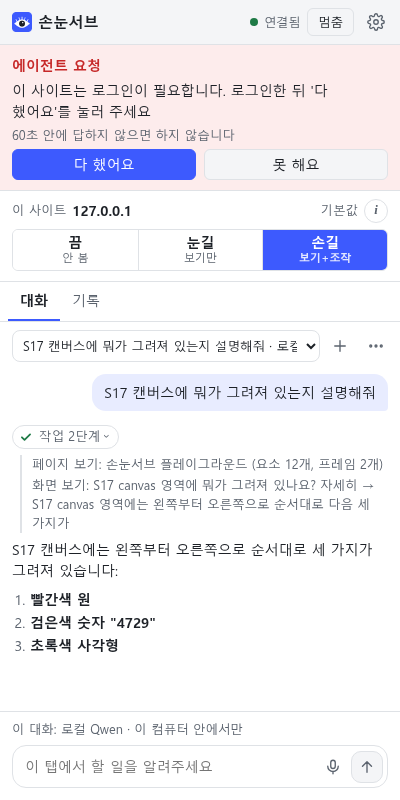 손눈서브
연결됨
멈춤
에이전트 요청
이 사이트는 로그인이 필요합니다. 로그인한 뒤 '다
했어요'를 눌러 주세요
60초 안에 답하지 않으면 하지 않습니다
다 했어요
못 해요
이 사이트 127.0.0.1
기본값
i
끔
안 봄
눈길
보기만
손길
보기+조작
대화
기록
S17 캔버스에 뭐가 그려져 있는지 설명해줘 · 로컬
S17 캔버스에 뭐가 그려져 있는지 설명해줘
작업 2단계
페이지 보기: 손눈서브 플레이그라운드 (요소 12개, 프레임 2개)
화면 보기: S17 canvas 영역에 뭐가 그려져 있나요? 자세히 →
S17 canvas 영역에는 왼쪽부터 오른쪽으로 순서대로 다음 세
가지가
S17 캔버스에는 왼쪽부터 오른쪽으로 순서대로 세 가지가
그려져 있습니다:
1. 빨간색 원
2. 검은색 숫자 "4729"
3. 초록색 사각형
이 대화: 로컬 Qwen · 이 컴퓨터 안에서만
이 탭에서 할 일을 알려주세요